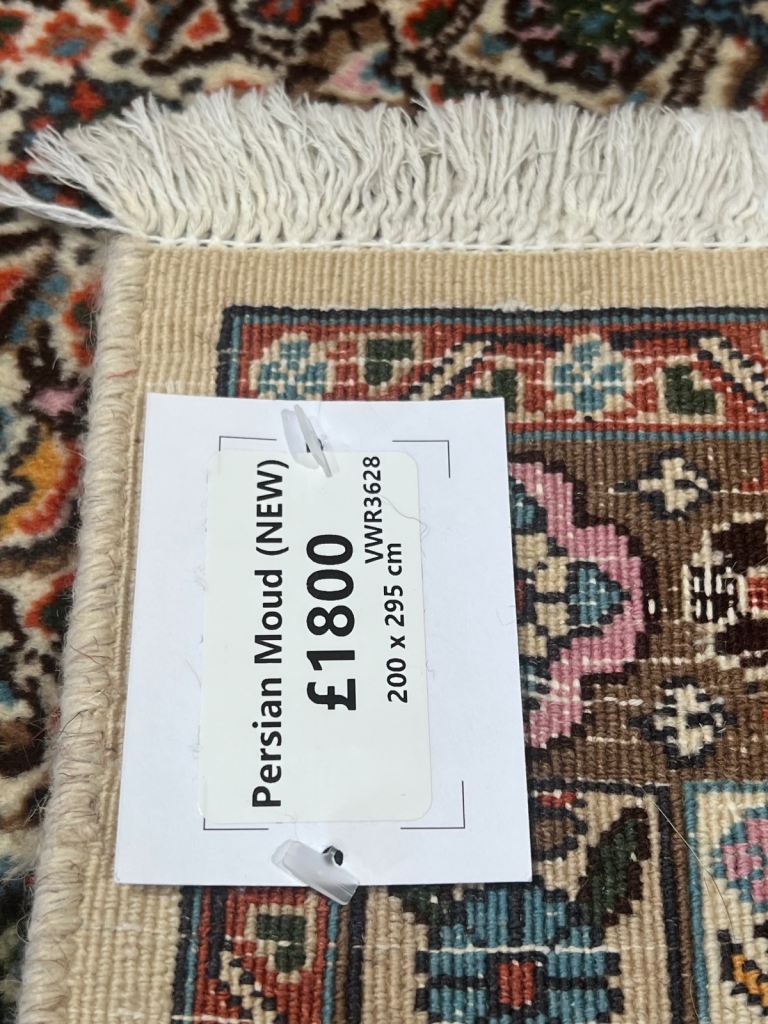 Persian Moud (NEW)
£1800
VWR3628
200 x 295 cm